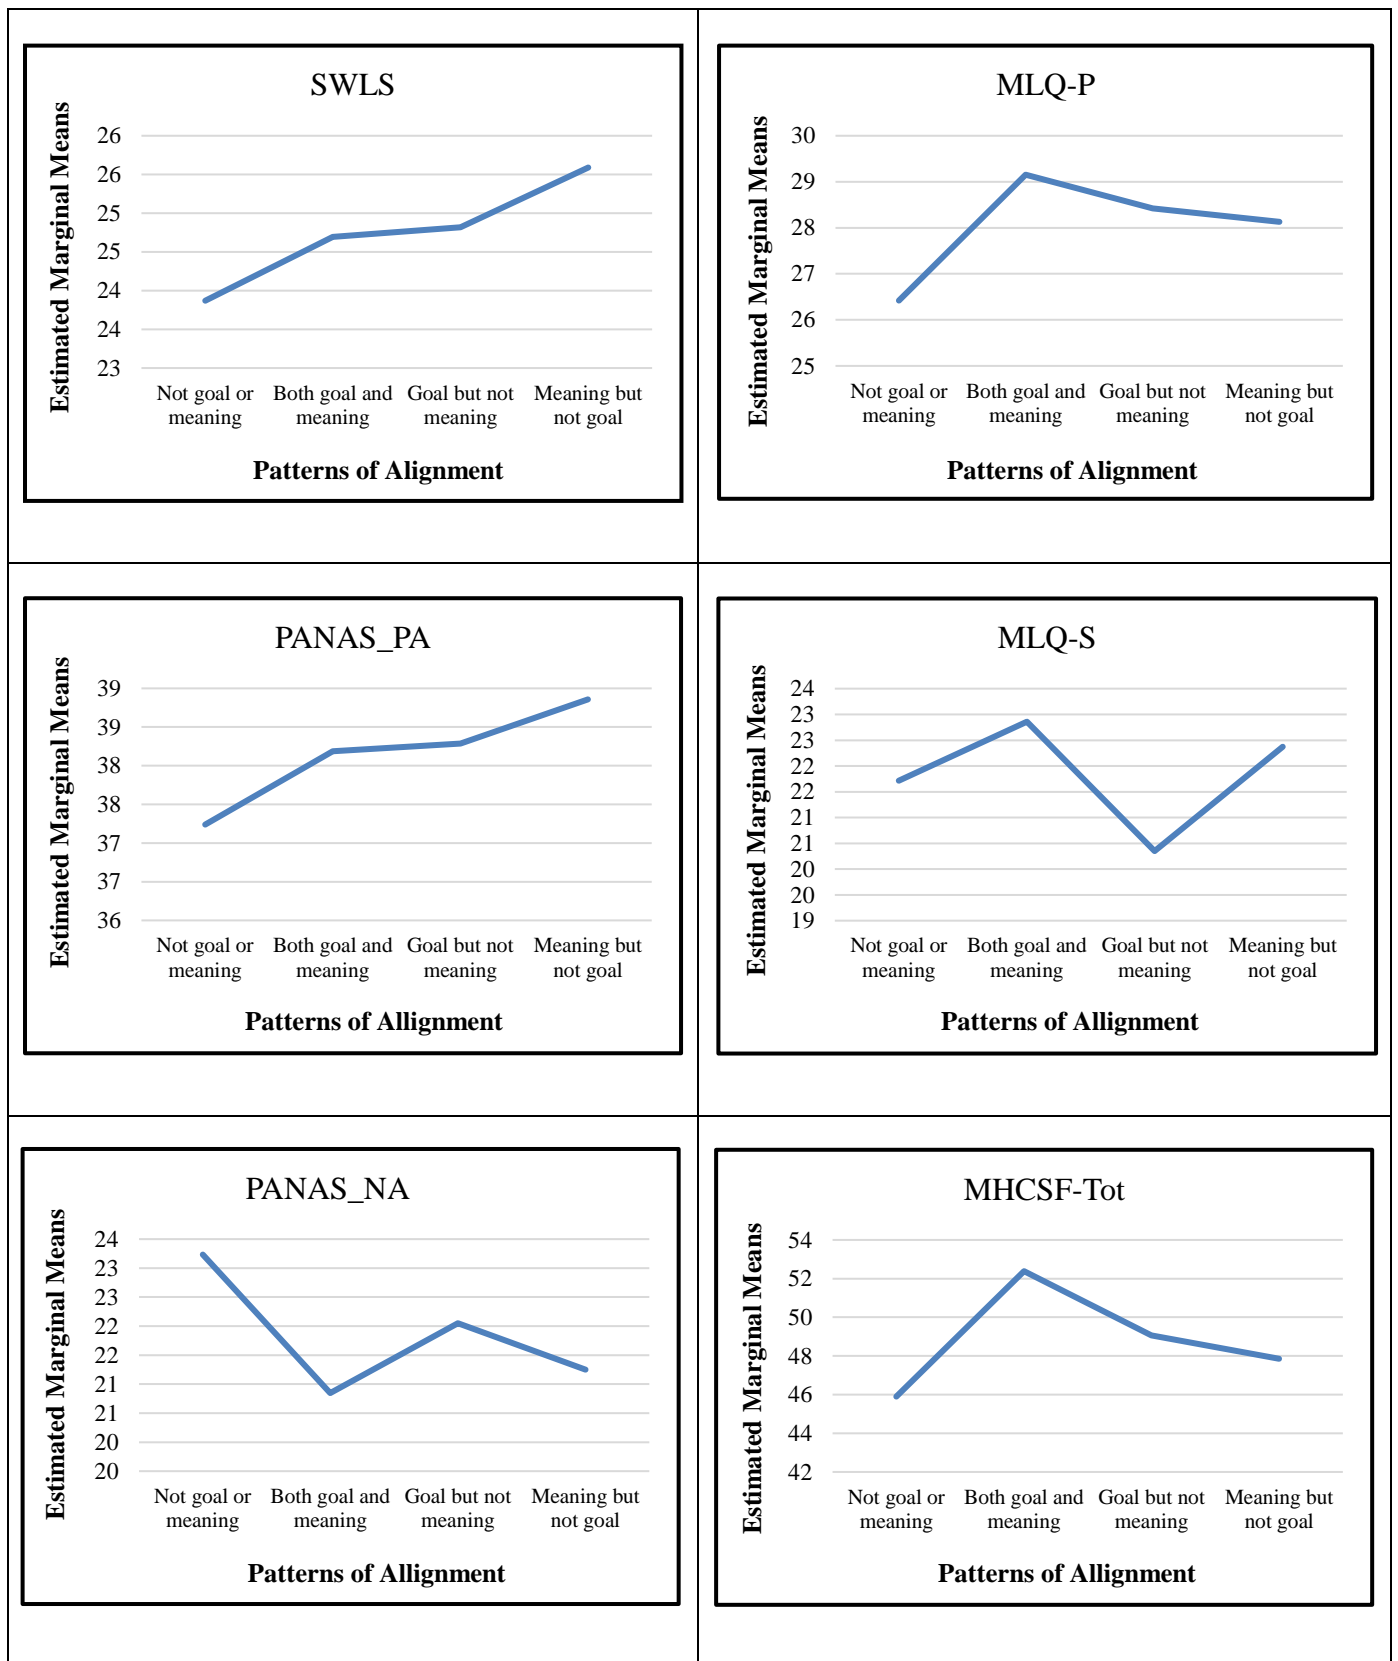 SWLS
Estimated Marginal Means
26
26
25
25
24
24
23
Not goal or
meaning
Both goal and
meaning
Goal but not
meaning
Meaning but
not goal
Patterns of Alignment
MLQ-P
Estimated Marginal Means
30
29
28
27
26
25
Not goal or
meaning
Both goal and
meaning
Goal but not
meaning
Meaning but
not goal
Patterns of Alignment
PANAS_PA
Estimated Marginal Means
39
39
38
38
37
37
36
Not goal or
meaning
Both goal and
meaning
Goal but not
meaning
Meaning but
not goal
Patterns of Allignment
MLQ-S
Estimated Marginal Means
24
23
23
22
22
21
21
20
20
19
Not goal or
meaning
Both goal and
meaning
Goal but not
meaning
Meaning but
not goal
Patterns of Allignment
PANAS_NA
Estimated Marginal Means
24
23
23
22
22
21
21
20
20
Not goal or
meaning
Both goal and
meaning
Goal but not
meaning
Meaning but
not goal
Patterns of Allignment
MHCSF-Tot
Estimated Marginal Means
54
52
50
48
46
44
42
Not goal or
meaning
Both goal and
meaning
Goal but not
meaning
Meaning but
not goal
Patterns of Allignment